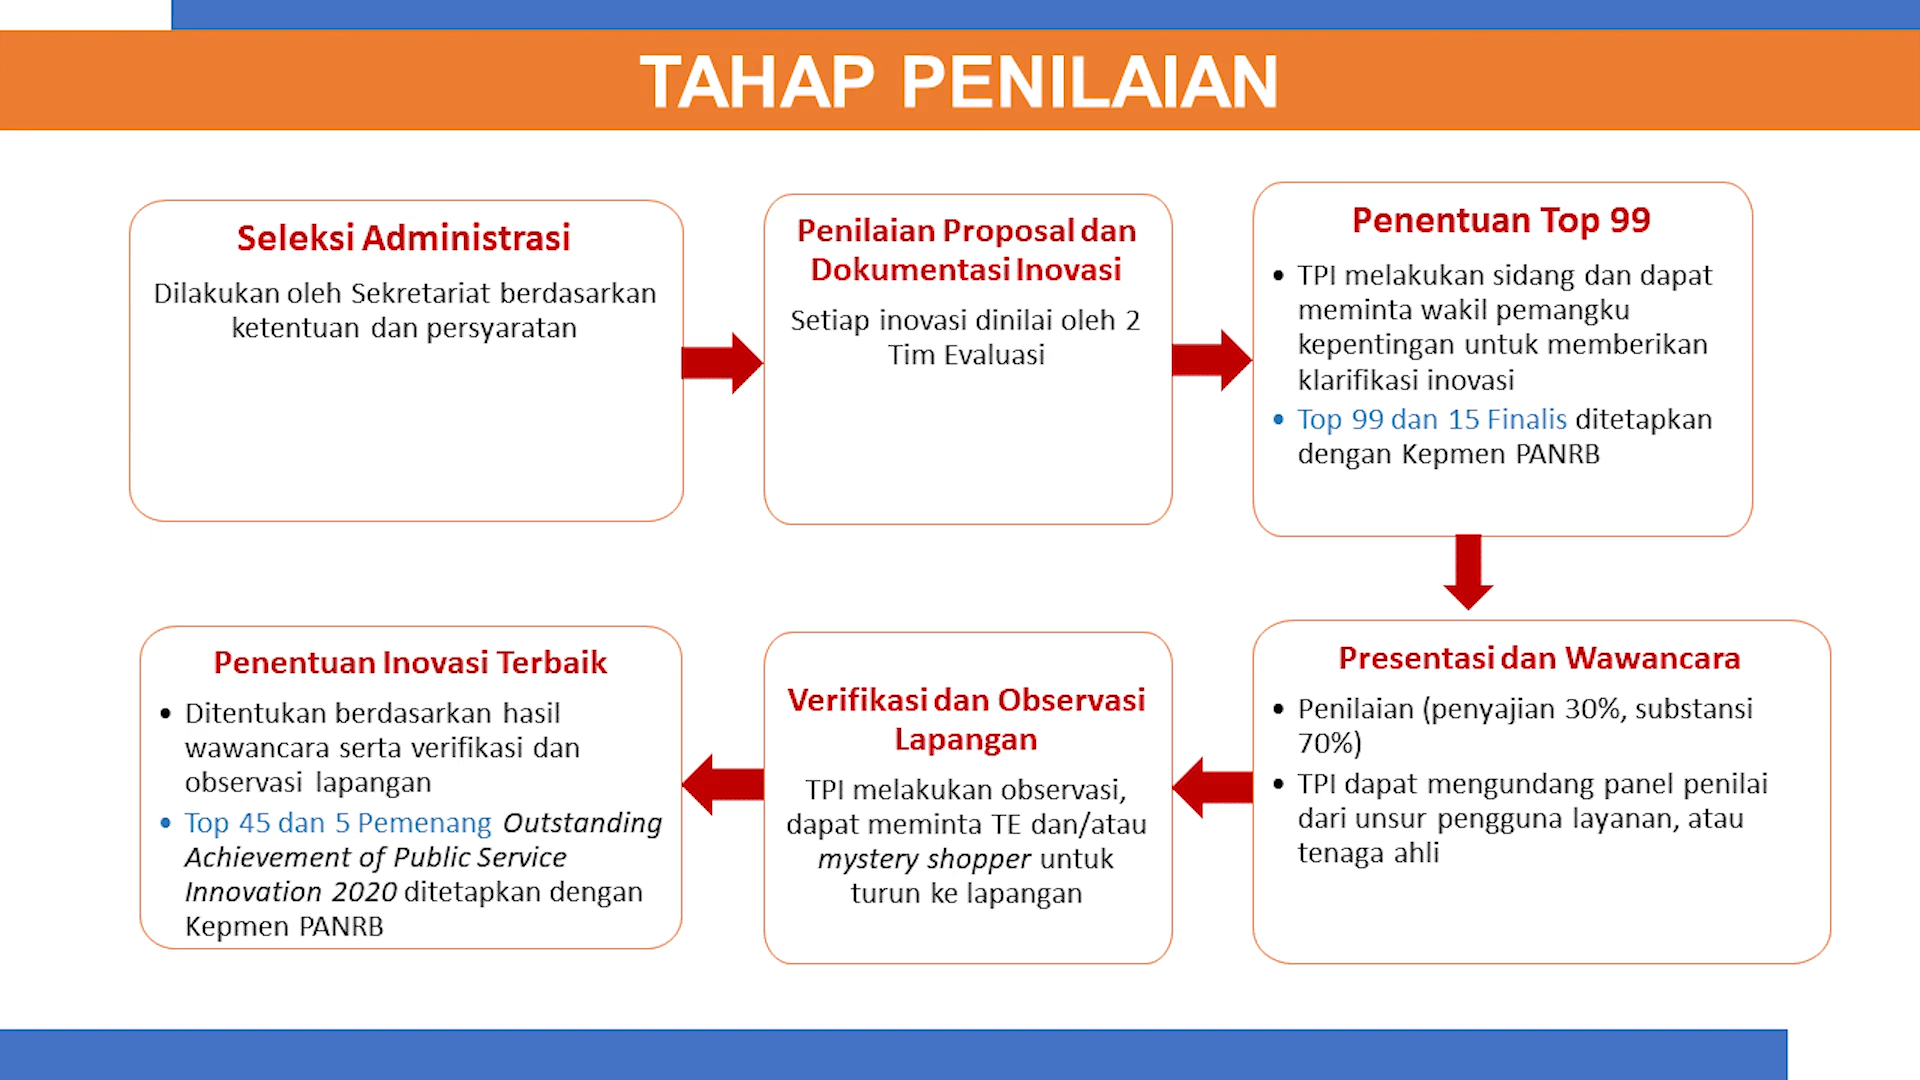 TAHAP PENILAIAN
Seleksi Administrasi
Dilakukan oleh Sekretariat berdasarkan
ketentuan dan persyaratan
Penilaian Proposal dan
Dokumentasi Inovasi
Setiap inovasi dinilai oleh 2
Tim Evaluasi
Penentuan Top 99
• TPI melakukan sidang dan dapat
meminta wakil pemangku
kepentingan untuk memberikan
klarifikasi inovasi
• Top 99 dan 15 Finalis ditetapkan
dengan Kepmen PANRB
Presentasi dan Wawancara
• Penilaian (penyajian 30%, substansi
70%)
• TPI dapat mengundang panel penilai
dari unsur pengguna layanan, atau
tenaga ahli
Verifikasi dan Observasi
Lapangan
TPI melakukan observasi,
dapat meminta TE dan/atau
mystery shopper untuk
turun ke lapangan
Penentuan Inovasi Terbaik
• Ditentukan berdasarkan hasil
wawancara serta verifikasi dan
observasi lapangan
• Top 45 dan 5 Pemenang Outstanding
Achievement of Public Service
Innovation 2020 ditetapkan dengan
Kepmen PANRB